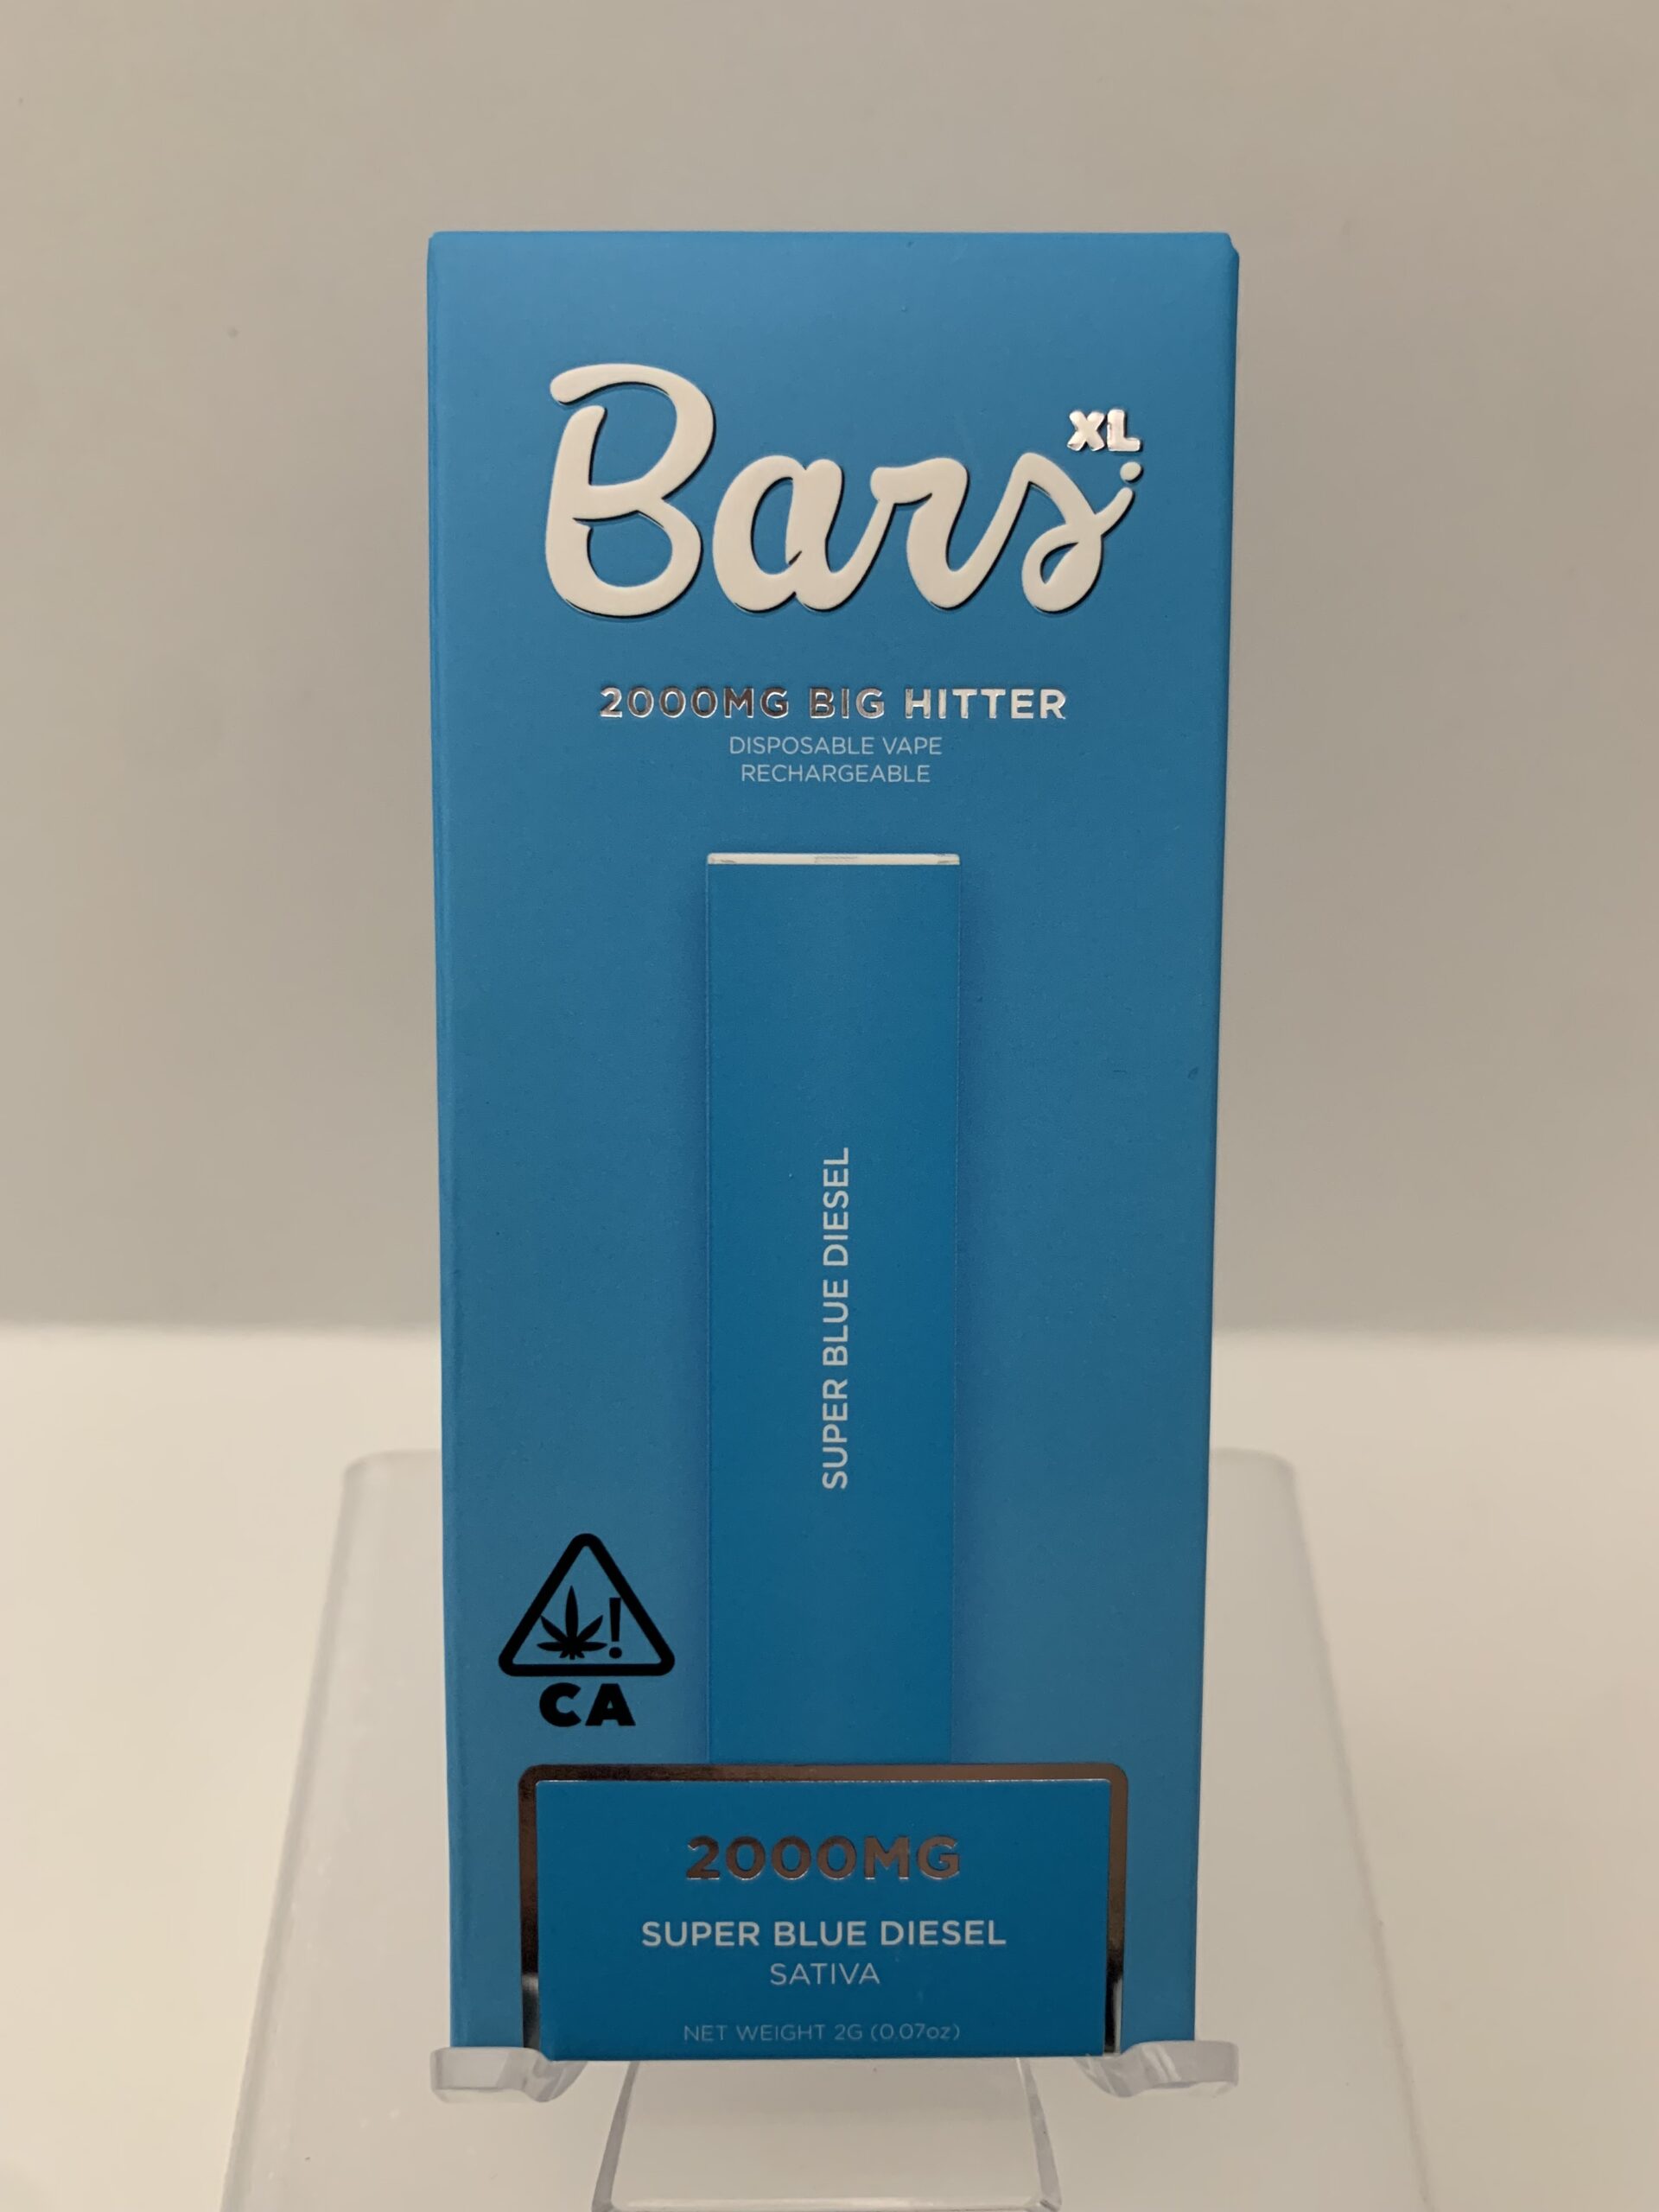 Bars XL
2000MG BIG HITTER
DISPOSABLE VAPE
RECHARGEABLE
SUPER BLUE DIESEL
!
CA
2000MG
SUPER BLUE DIESEL
SATIVA
NET WEIGHT 2G (0.07oz)